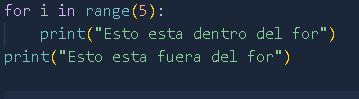 for i in range(5):
    print("Esto esta dentro del for")
print("Esto esta fuera del for")